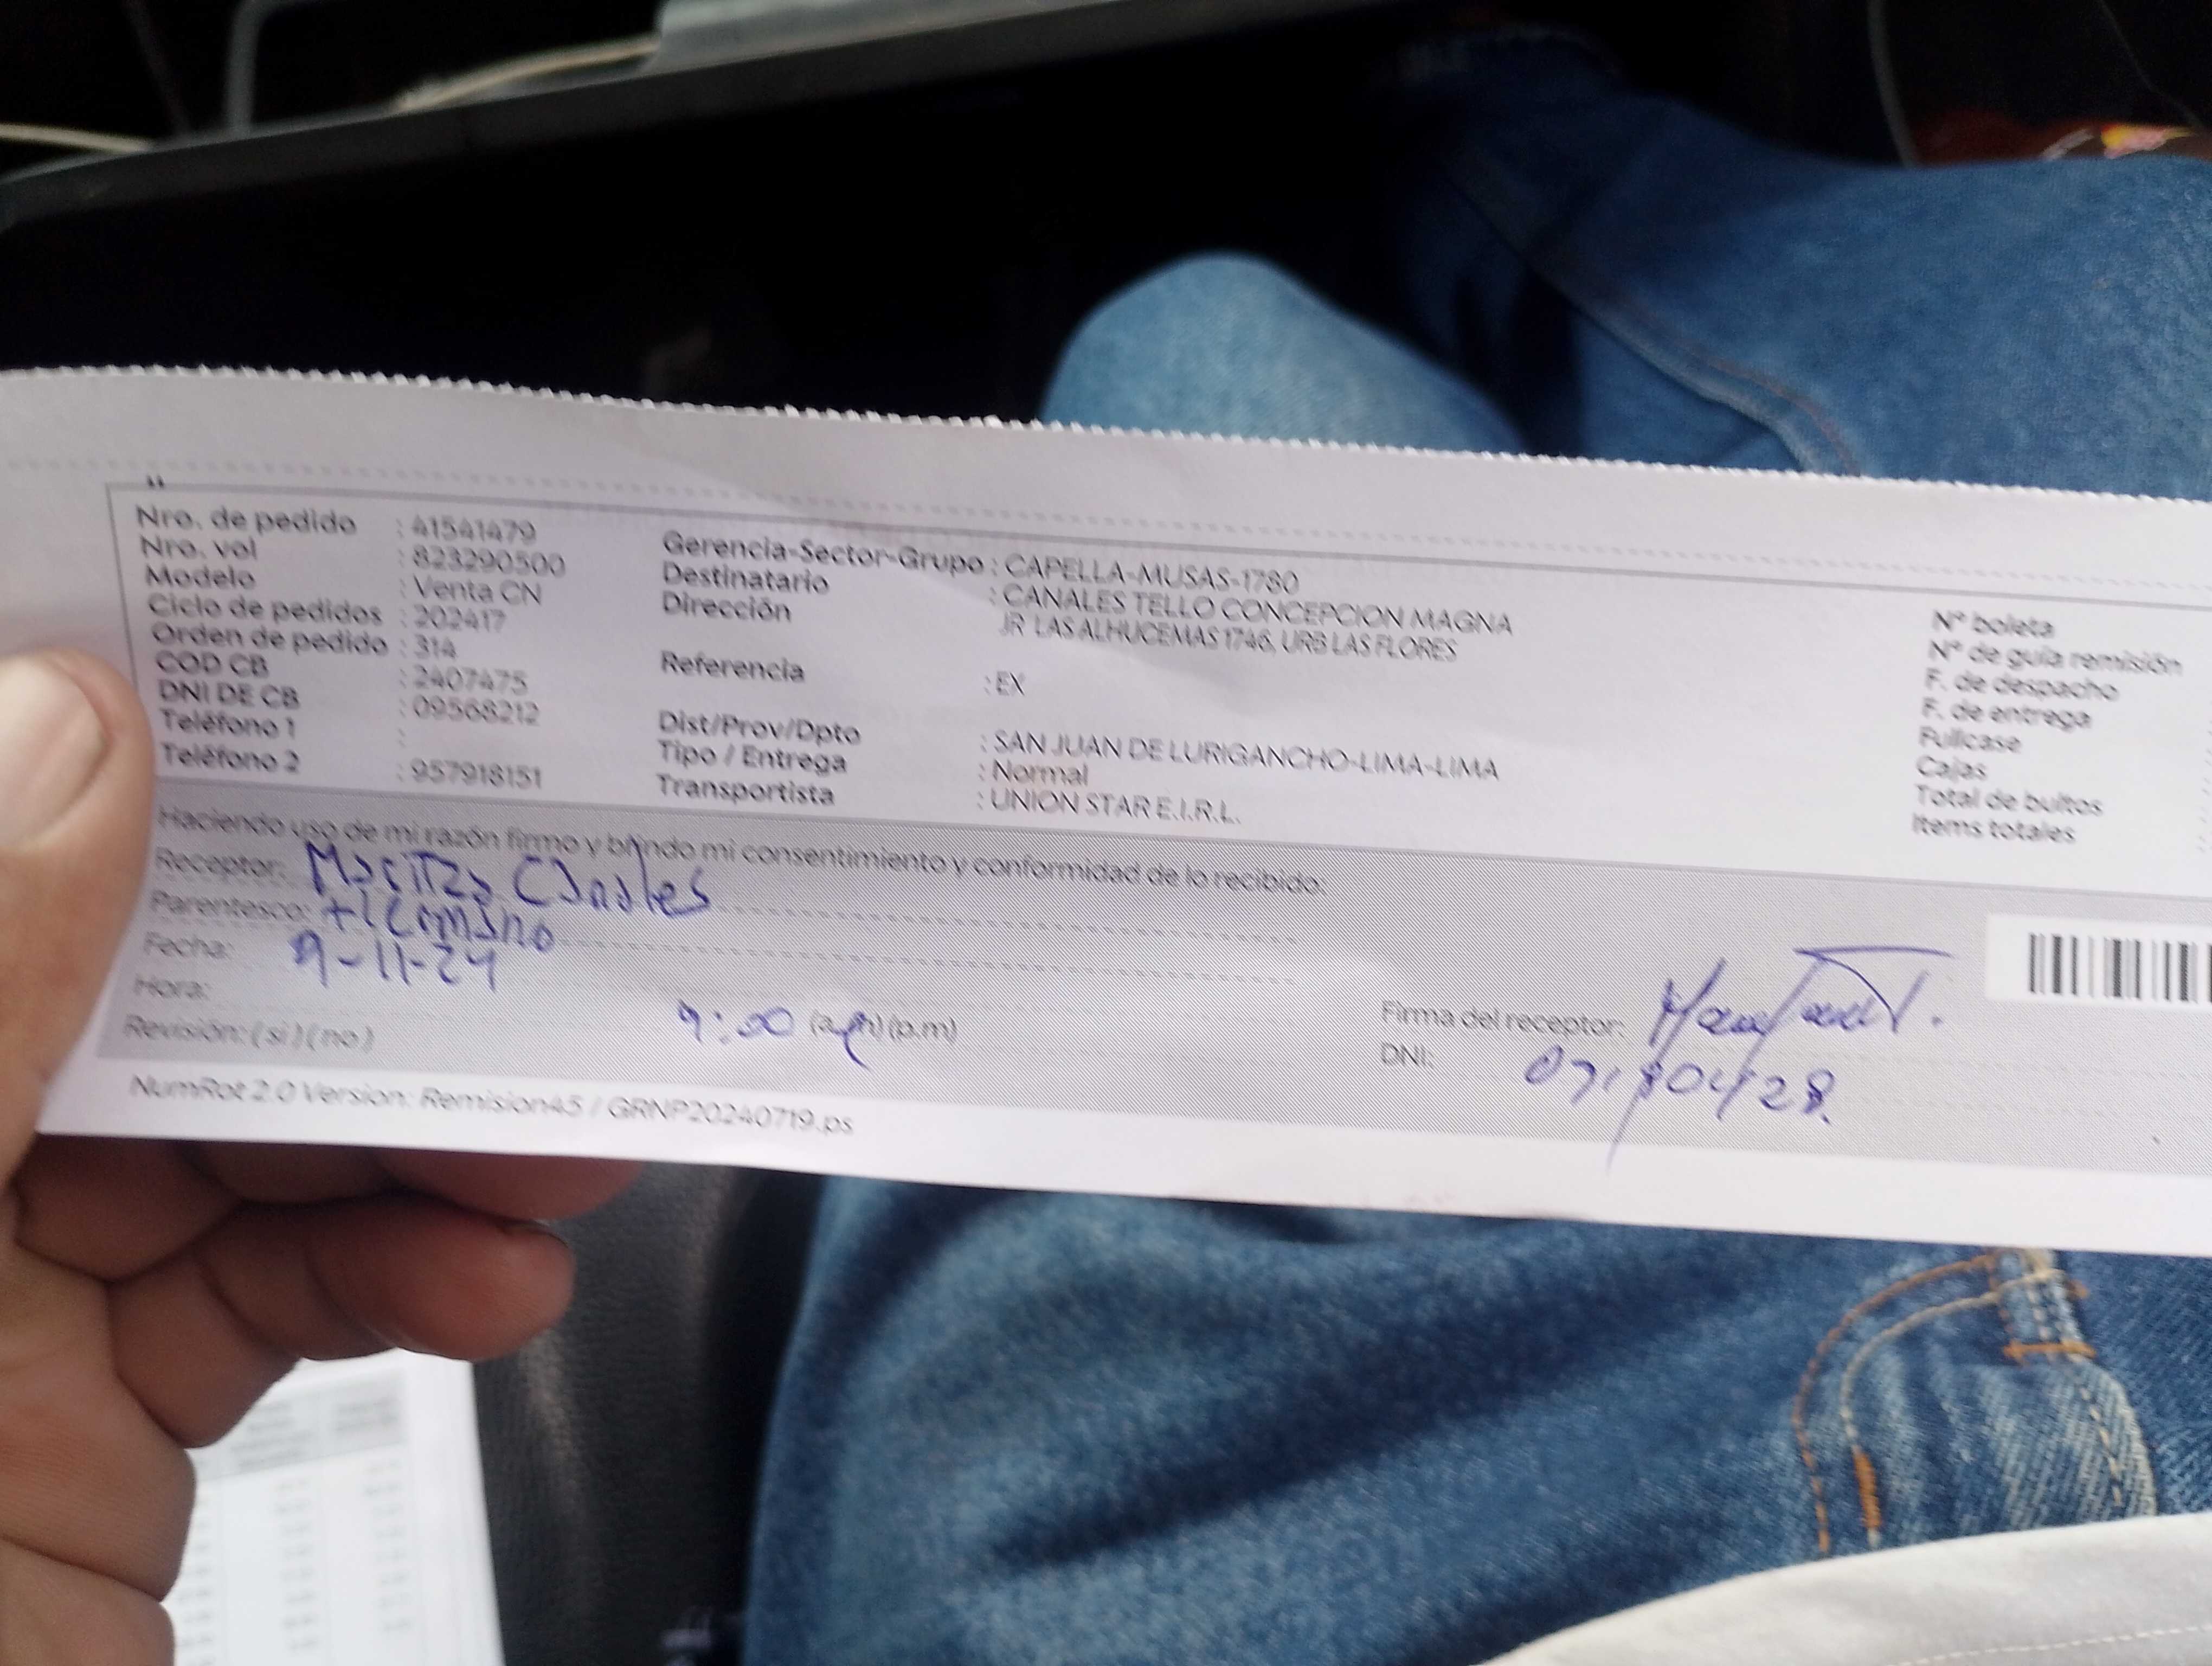 Nro. de pedido : 41541479
Nro. vol : 823290500
Modelo : Venta CN
Ciclo de pedidos : 202417
Orden de pedido : 314
COD CB : 2407475
DNI DE CB : 09568212
Teléfono 1 :
Teléfono 2 : 957918151
Gerencia-Sector-Grupo : CAPELLA-MUSAS-1780
Destinatario : CANALES TELLO CONCEPCION MAGNA
Dirección JR LAS ALHUCEMAS 1746, URB LAS FLORES
Referencia : EX
Dist/Prov/Dpto : SAN JUAN DE LURIGANCHO-LIMA-LIMA
Tipo / Entrega : Normal
Transportista : UNION STAR E.I.R.L.
Nº boleta
Nº de guía remisión
F. de despacho
F. de entrega
Fullcase
Cajas
Total de bultos
Items totales
Haciendo uso de mi razón firmo y brindo mi consentimiento y conformidad de lo recibido:
Receptor: Maritza Canales
Parentesco:
Fecha: 9-11-24
Hora: 9:00 (a.m) (p.m)
Revisión: ( si ) ( no )
Firma del receptor:
DNI:
NumRot 2.0 Version: Remision45 / GRNP20240719.ps